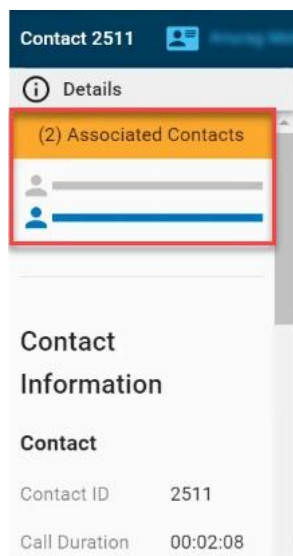 Contact 2511
Details
(2) Associated Contacts
Contact
Information
Contact
Contact ID 2511
Call Duration 00:02:08